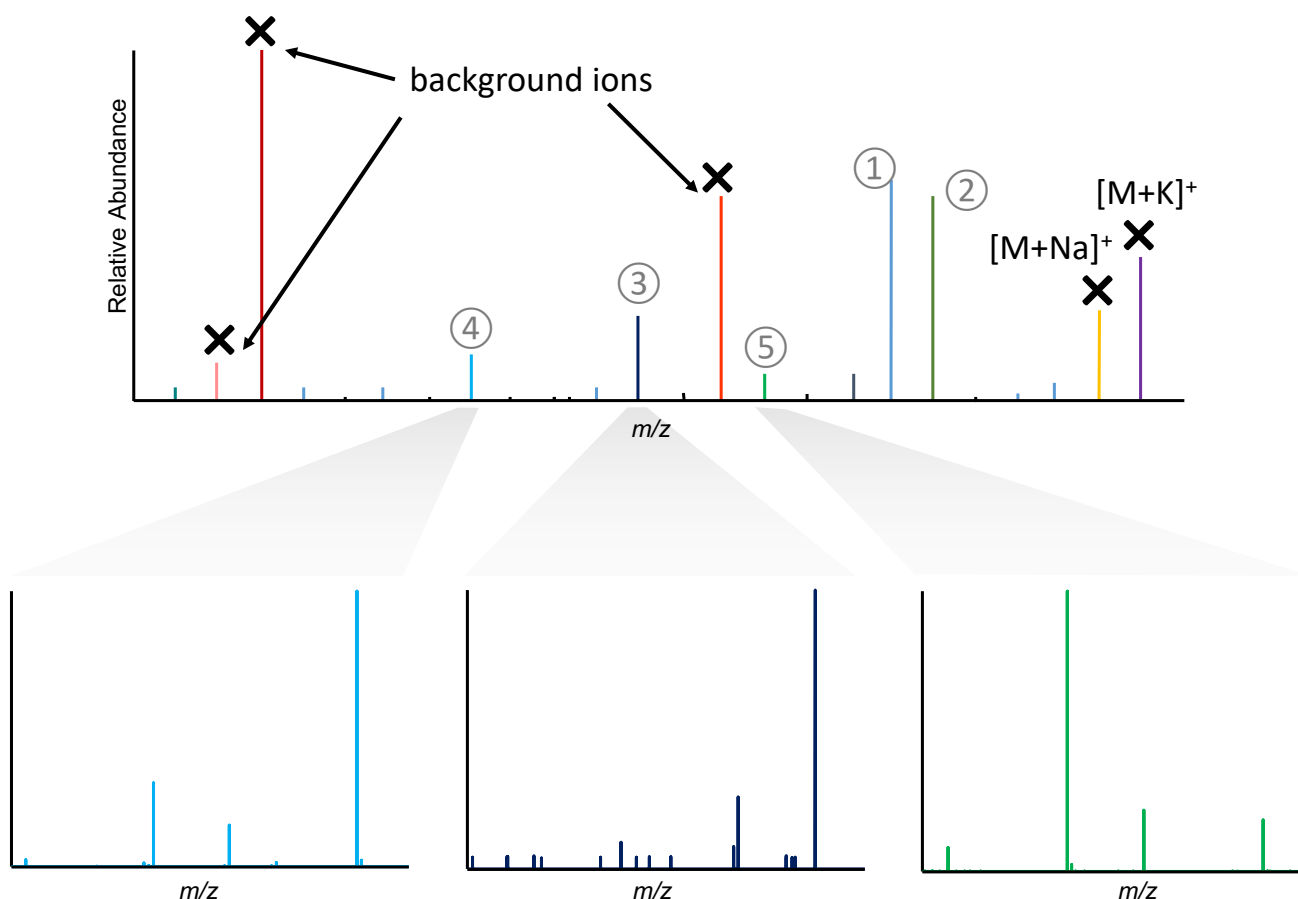 background ions
Relative Abundance
①
②
③
④
⑤
[M+Na]⁺
[M+K]⁺
m/z
m/z
m/z
m/z